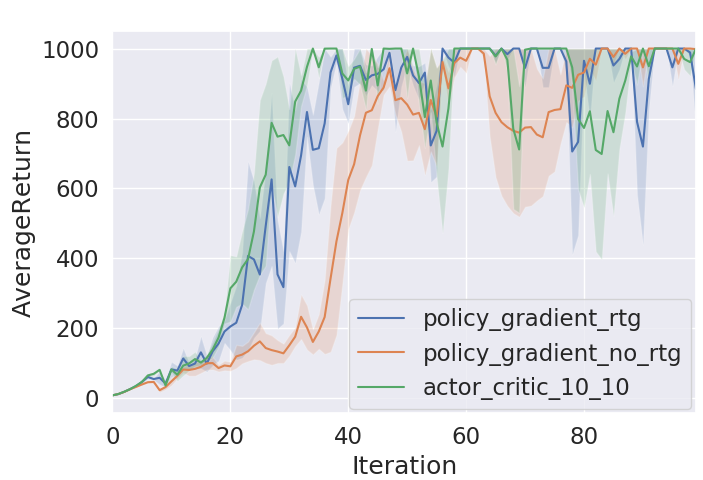 1000
800
600
400
200
0
AverageReturn
0 20 40 60 80
Iteration
policy_gradient_rtg
policy_gradient_no_rtg
actor_critic_10_10